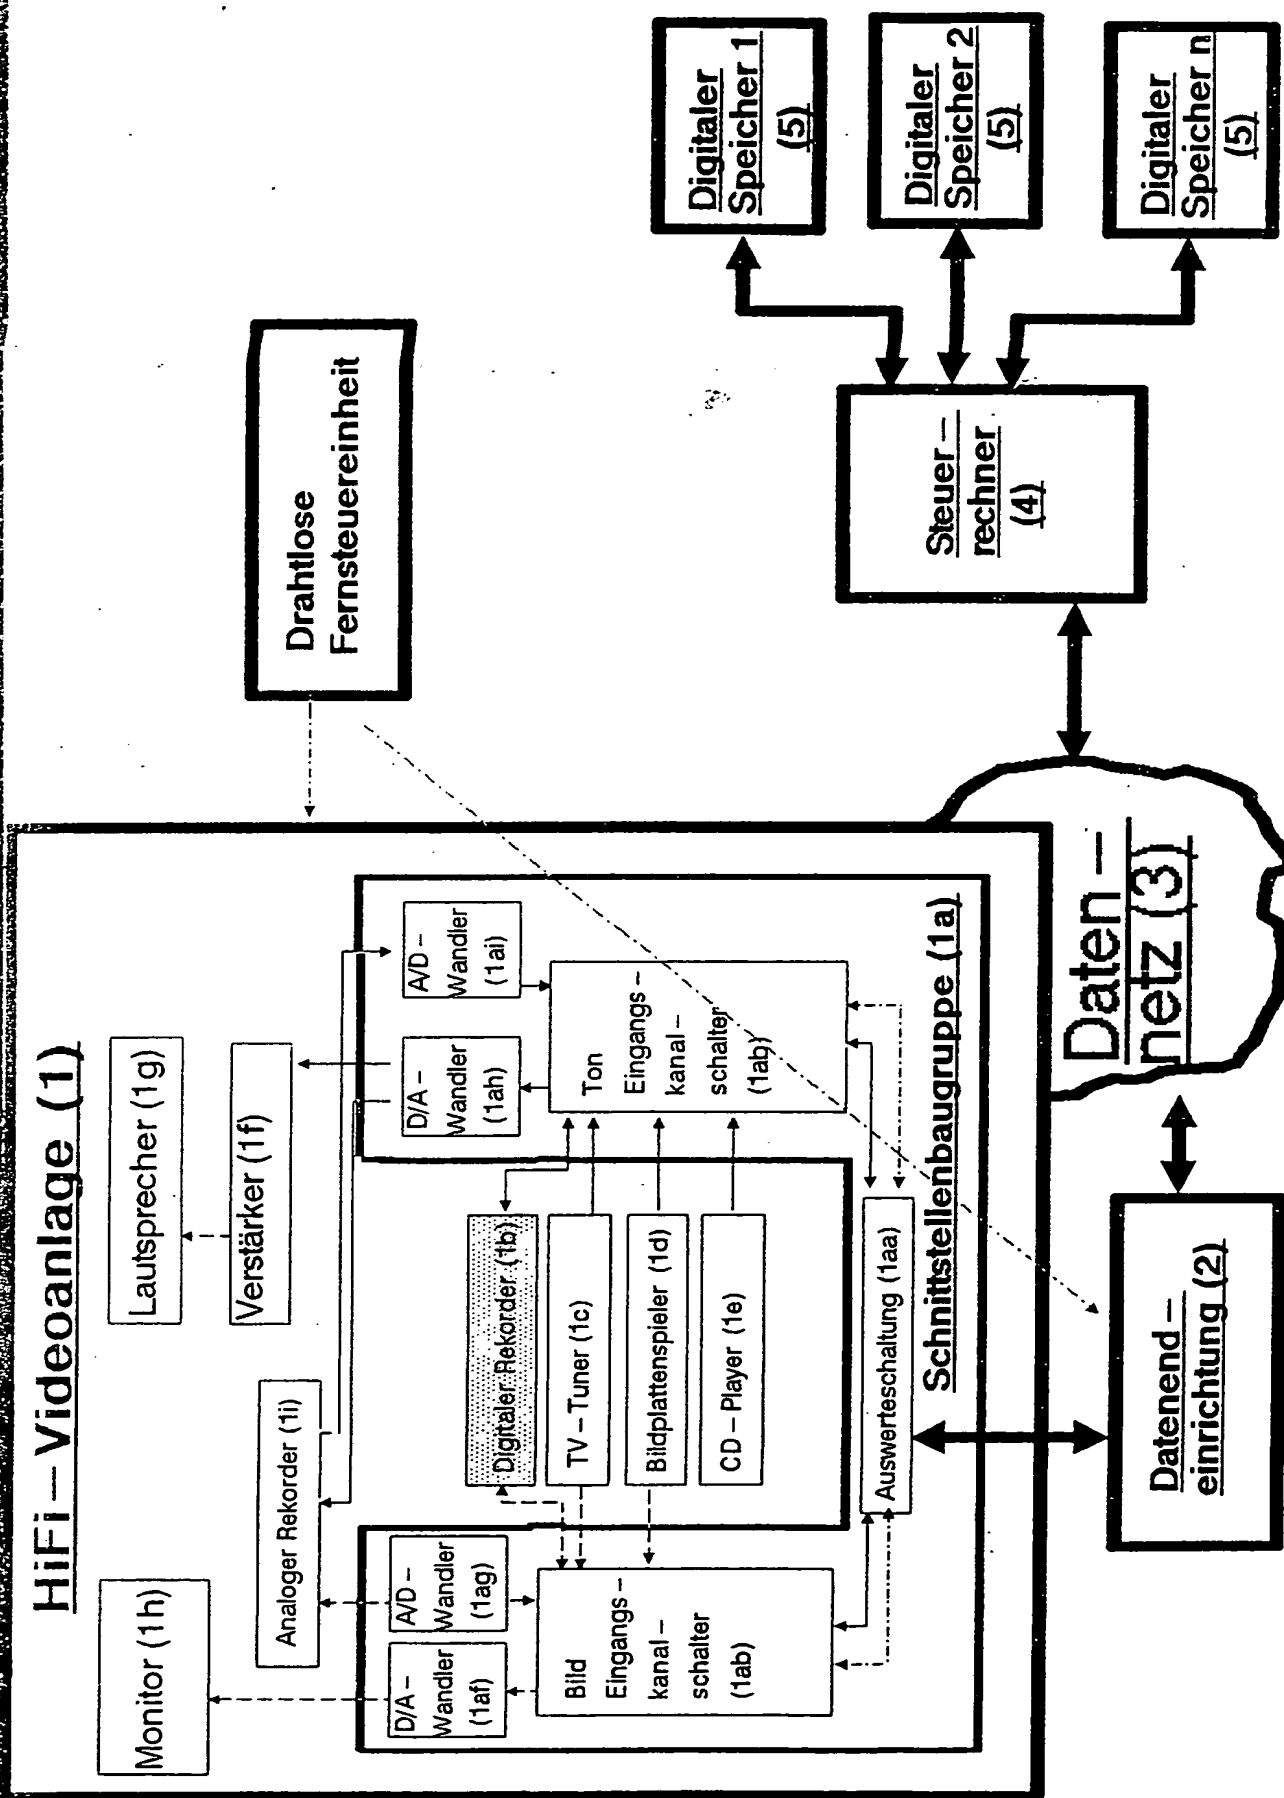 HiFi – Videoanlage (1)
Monitor (1h)
Lautsprecher (1g)
Verstärker (1f)
Analoger Rekorder (1i)
D/A –
Wandler
(1af)
A/D –
Wandler
(1ag)
D/A –
Wandler
(1ah)
A/D –
Wandler
(1ai)
Bild
Eingangs –
kanal –
schalter
(1ab)
Digitaler Rekorder (1b)
TV – Tuner (1c)
Bildplattenspieler (1d)
CD – Player (1e)
Ton
Eingangs –
kanal –
schalter
(1ab)
Auswerteschaltung (1aa)
Schnittstellenbaugruppe (1a)
Drahtlose
Fernsteuereinheit
Datenend –
einrichtung (2)
Daten –
netz (3)
Steuer –
rechner
(4)
Digitaler
Speicher 1
(5)
Digitaler
Speicher 2
(5)
Digitaler
Speicher n
(5)